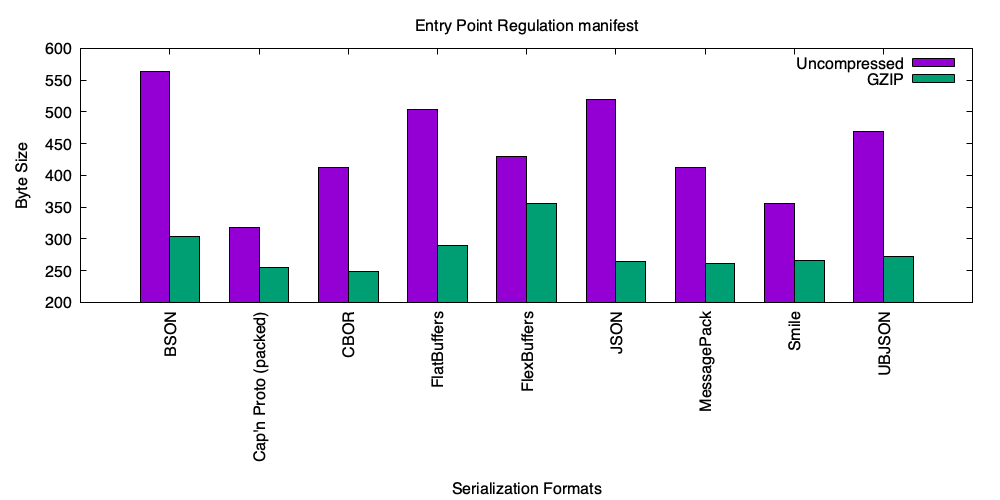 Entry Point Regulation manifest
Uncompressed
GZIP
Byte Size
600
550
500
450
400
350
300
250
200
BSON
Cap'n Proto (packed)
CBOR
FlatBuffers
FlexBuffers
JSON
MessagePack
Smile
UBJSON
Serialization Formats